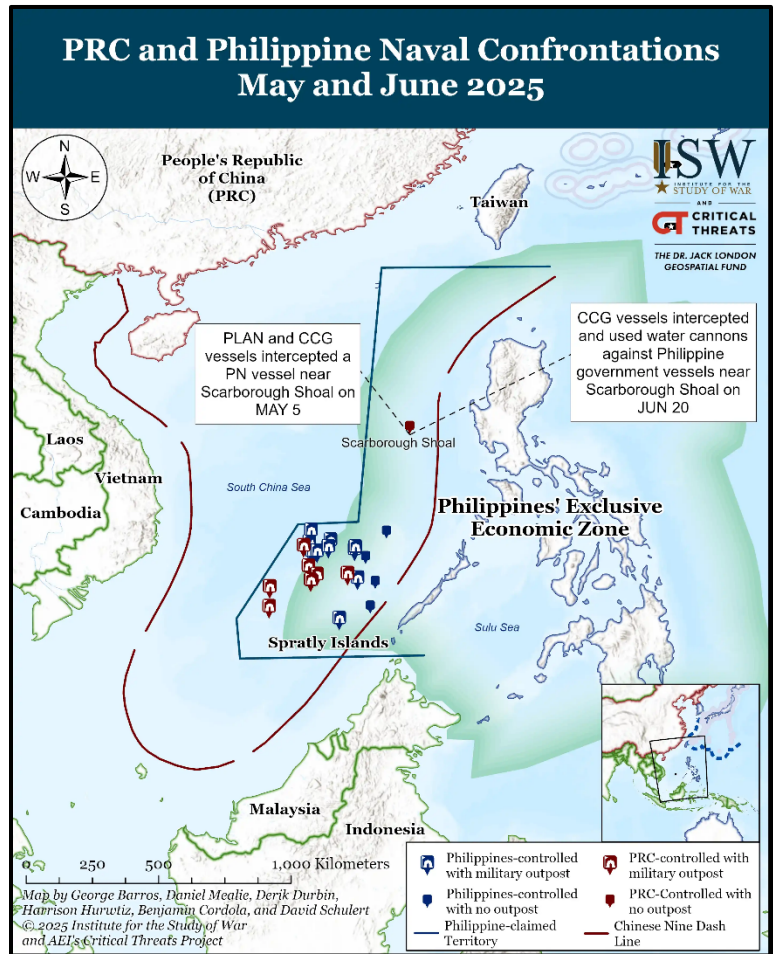 PRC and Philippine Naval Confrontations
May and June 2025
N
W E
S
People's Republic
of China
(PRC)
Taiwan
ISW
INSTITUTE FOR THE
STUDY OF WAR
AND
CT CRITICAL
THREATS
THE DR. JACK LONDON
GEOSPATIAL FUND
PLAN and CCG
vessels intercepted a
PN vessel near
Scarborough Shoal on
MAY 5
CCG vessels intercepted
and used water cannons
against Philippine
government vessels near
Scarborough Shoal on
JUN 20
Scarborough Shoal
Laos
Vietnam
Cambodia
South China Sea
Philippines' Exclusive
Economic Zone
Spratly Islands
Sulu Sea
Malaysia
Indonesia
0 250 500 1,000 Kilometers
Map by George Barros, Daniel Mealie, Derik Durbin,
Harrison Hurwtiz, Benjamin Cordola, and David Schulert
© 2025 Institute for the Study of War
and AEI's Critical Threats Project
Philippines-controlled
with military outpost
PRC-controlled with
military outpost
Philippines-controlled
with no outpost
PRC-Controlled with
no outpost
Philippine-claimed
Territory
Chinese Nine Dash
Line